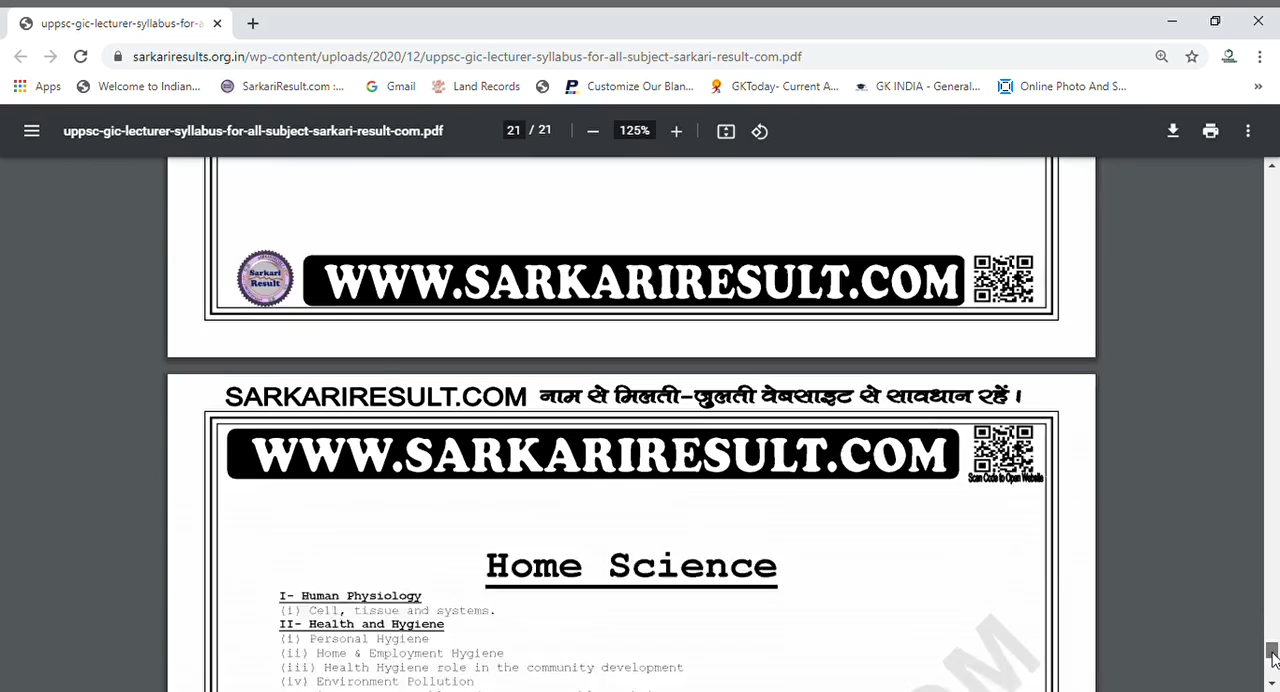 uppsc-gic-lecturer-syllabus-for-a
sarkariresults.org.in/wp-content/uploads/2020/12/uppsc-gic-lecturer-syllabus-for-all-subject-sarkari-result-com.pdf
Apps Welcome to Indian... SarkariResult.com :... Gmail Land Records Customize Our Blan... GKToday- Current A... GK INDIA - General... Online Photo And S... »
uppsc-gic-lecturer-syllabus-for-all-subject-sarkari-result-com.pdf 21 / 21 − 125% +
Sarkari
Result
WWW.SARKARIRESULT.COM
SARKARIRESULT.COM नाम से मिलती-जुलती वेबसाइट से सावधान रहें।
WWW.SARKARIRESULT.COM
Scan Code to Open Website
Home Science
I- Human Physiology
(i) Cell, tissue and systems.
II- Health and Hygiene
(i) Personal Hygiene
(ii) Home & Employment Hygiene
(iii) Health Hygiene role in the community development
(iv) Environment Pollution
OM